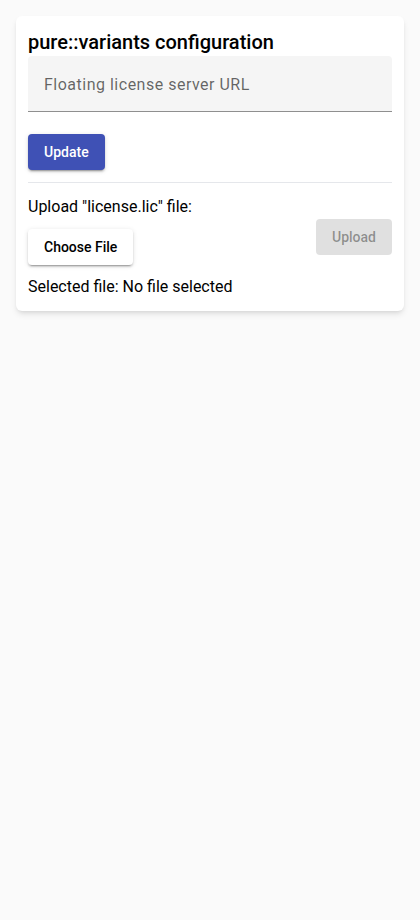 pure::variants configuration
Floating license server URL
Update
Upload "license.lic" file:
Choose File
Upload
Selected file: No file selected